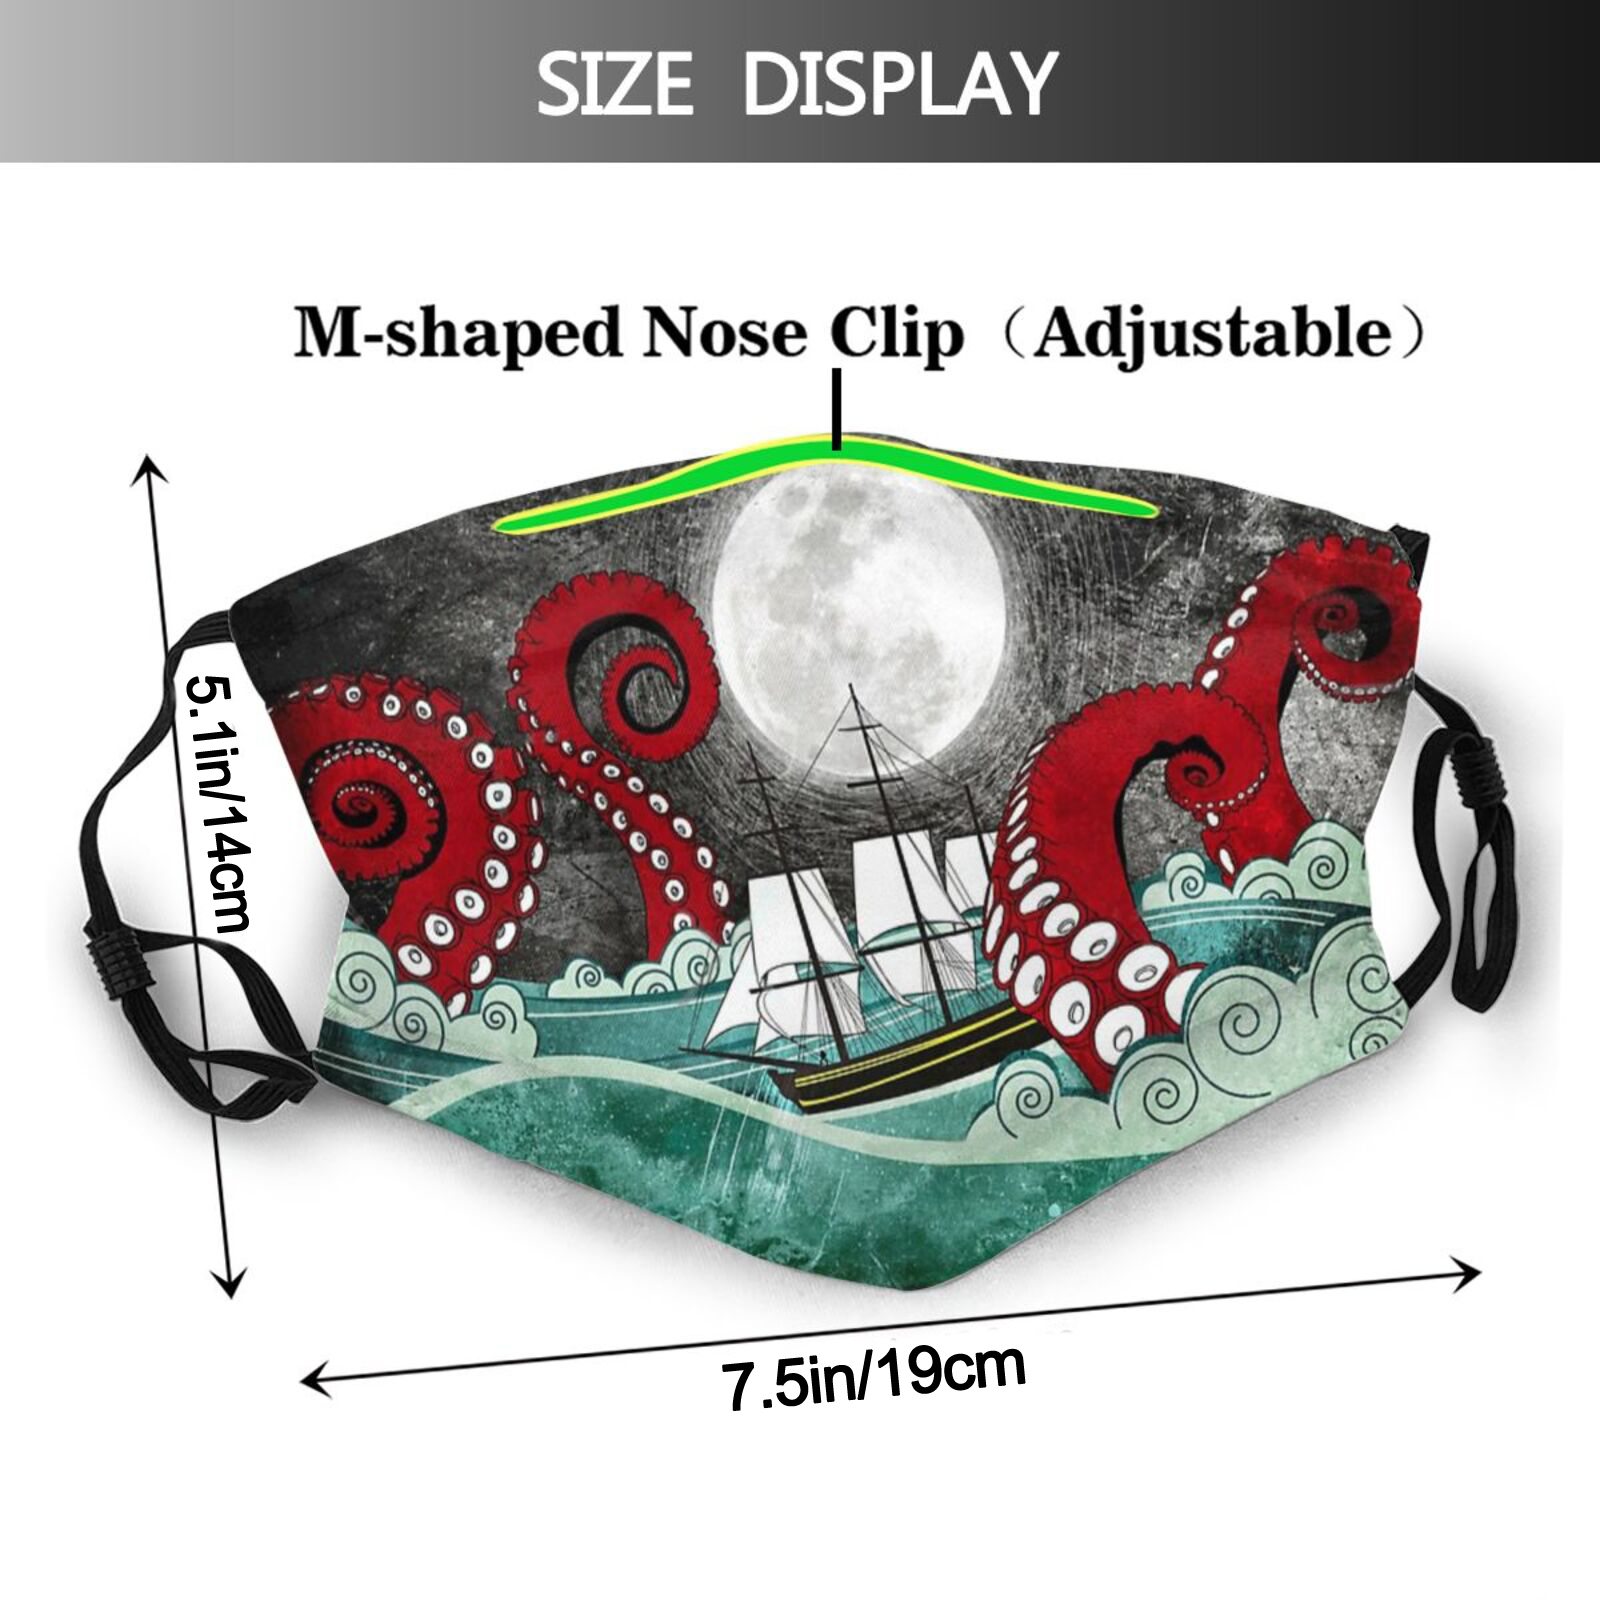 SIZE DISPLAY
M-shaped Nose Clip（Adjustable）
5.1in/14cm
7.5in/19cm